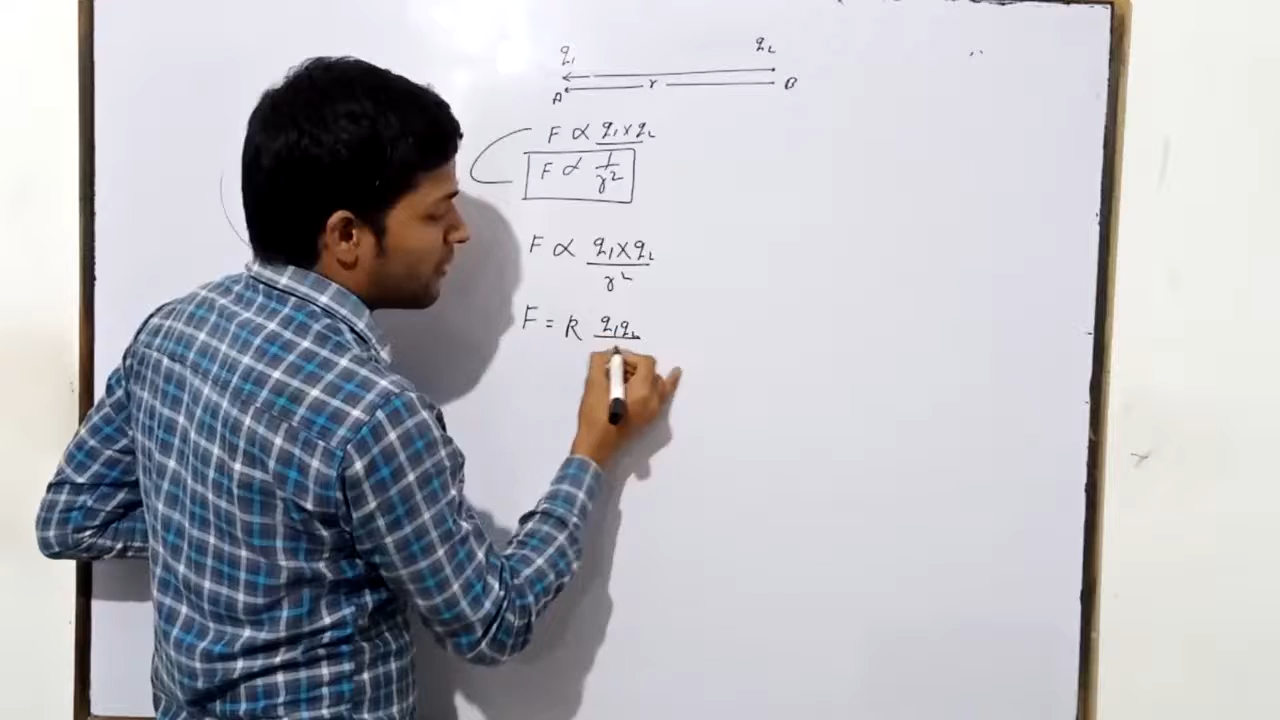 q₁ q₂
A r B
F ∝ q₁×q₂
F ∝ 1/r²
F ∝ q₁×q₂/r²
F = K q₁q₂